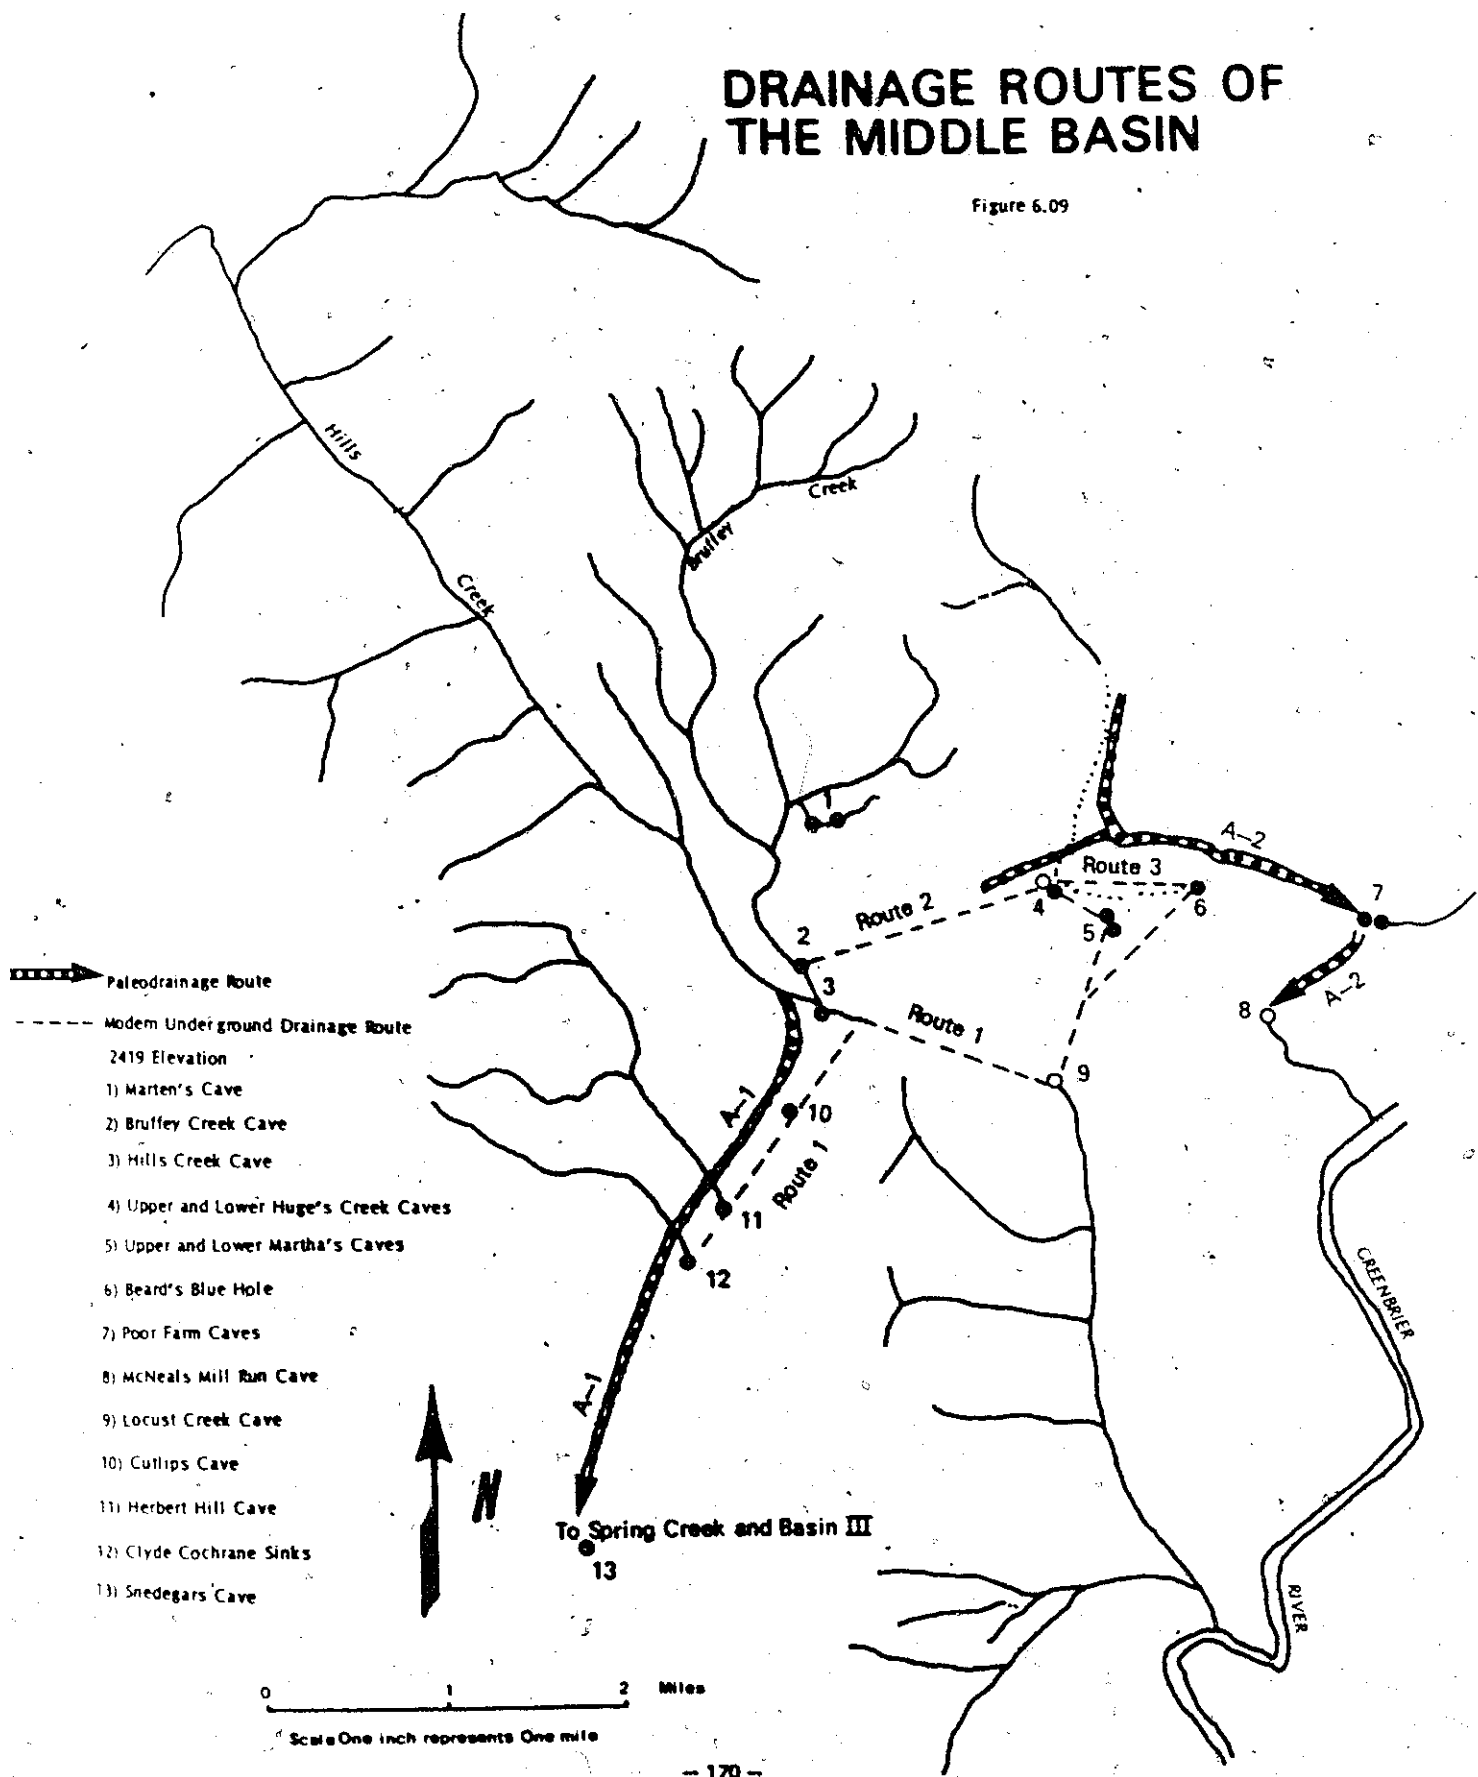 DRAINAGE ROUTES OF
THE MIDDLE BASIN
Figure 6.09
Hills
Creek
Bruffey
Creek
1
A-2
Route 3
7
4
6
5
Route 2
2
3
A-2
8
Route 1
9
Paleodrainage Route
Modern Underground Drainage Route
2419 Elevation
1) Marten's Cave
2) Bruffey Creek Cave
3) Hills Creek Cave
4) Upper and Lower Huge's Creek Caves
5) Upper and Lower Martha's Caves
6) Beard's Blue Hole
7) Poor Farm Caves
8) McNeals Mill Run Cave
9) Locust Creek Cave
10) Cutlips Cave
11) Herbert Hill Cave
12) Clyde Cochrane Sinks
13) Snedegars Cave
A-1
10
Route 1
11
12
A-1
GREENBRIER
RIVER
N
To Spring Creek and Basin III
13
0 1 2 Miles
Scale One inch represents One mile
- 170 -